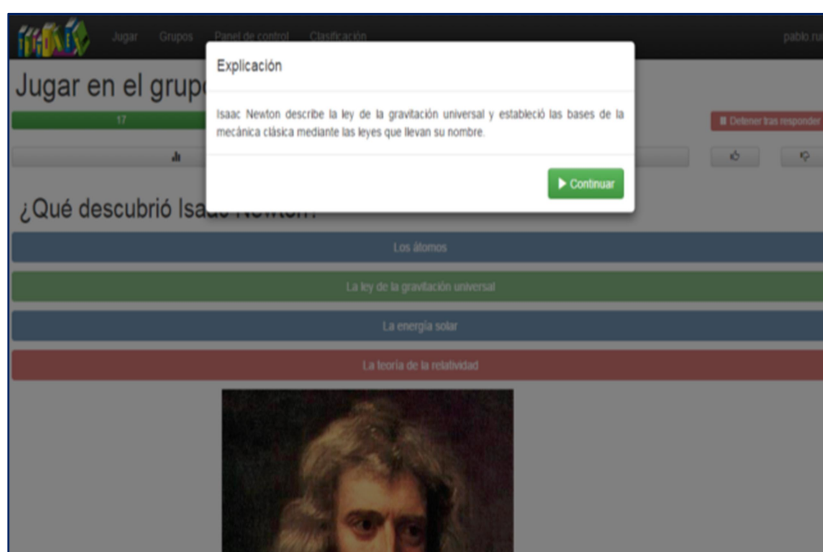 Jugar
Grupos
Panel de control
Clasificación
Explicación
Jugar en el grupo
Isaac Newton describe la ley de la gravitación universal y estableció las bases de la
mecánica clásica mediante las leyes que llevan su nombre.
17
Detener tras responder
Continuar
¿Qué descubrió Isaac Newton?
Los átomos
La ley de la gravitación universal
La energía solar
La teoría de la relatividad